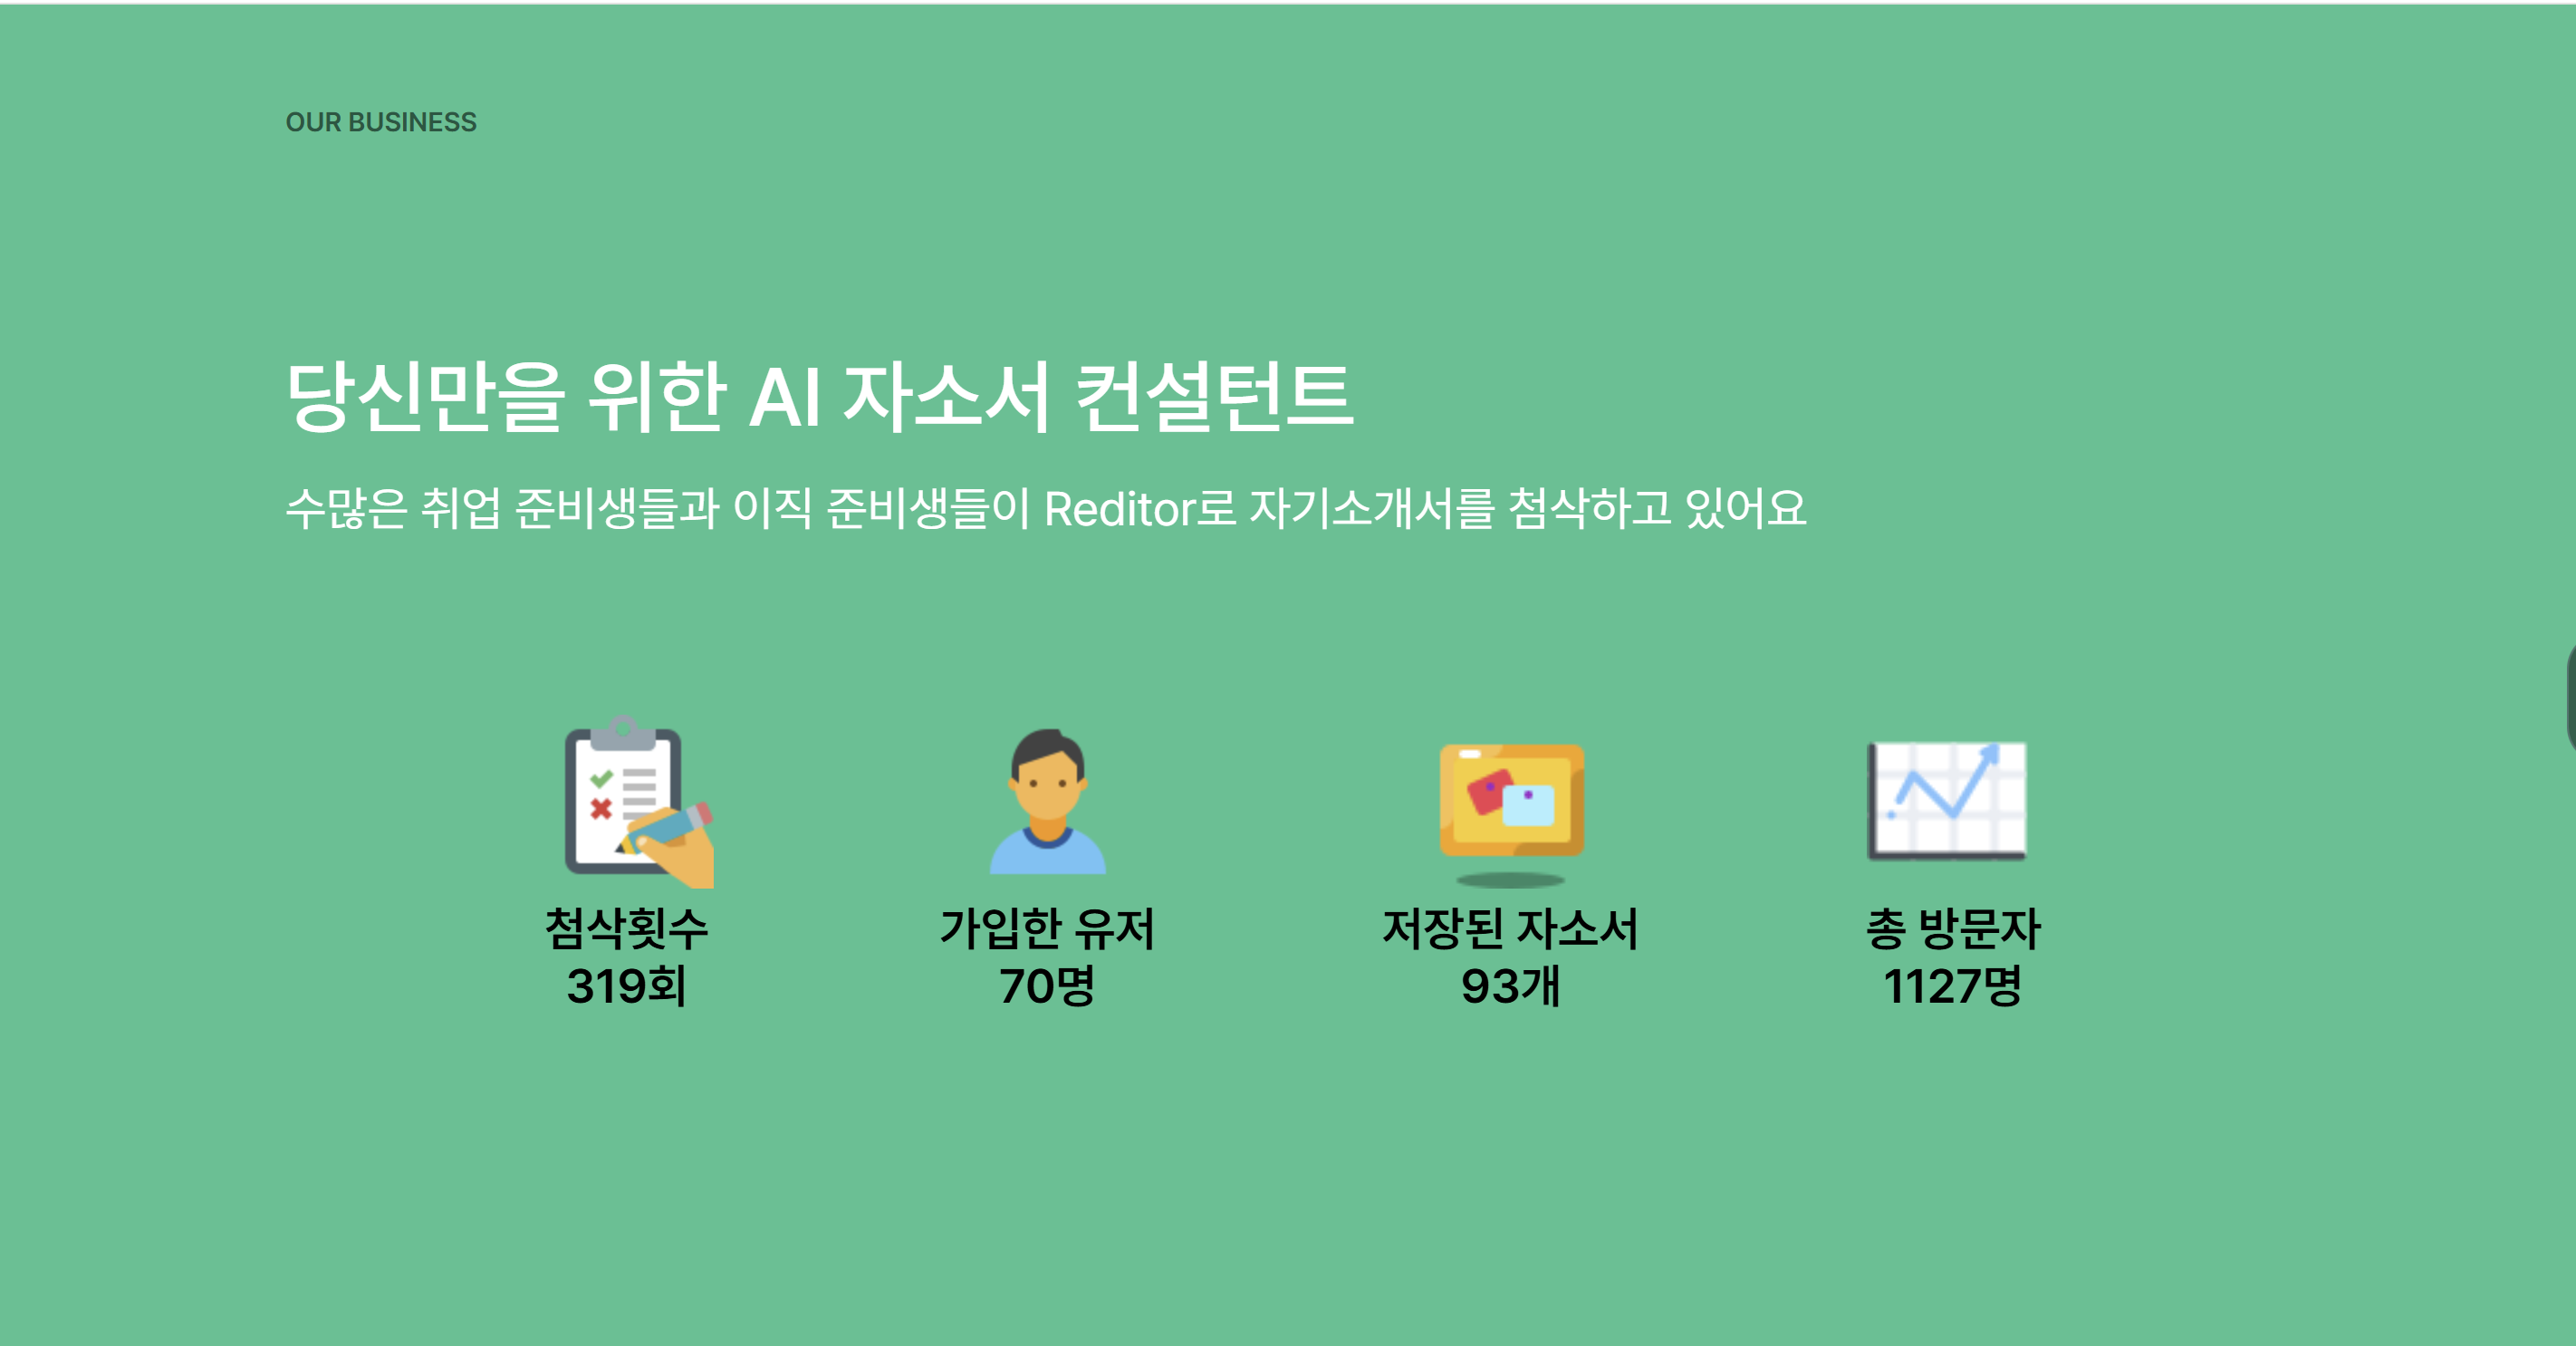 OUR BUSINESS
당신만을 위한 AI 자소서 컨설턴트
수많은 취업 준비생들과 이직 준비생들이 Reditor로 자기소개서를 첨삭하고 있어요
첨삭횟수
319회
가입한 유저
70명
저장된 자소서
93개
총 방문자
1127명